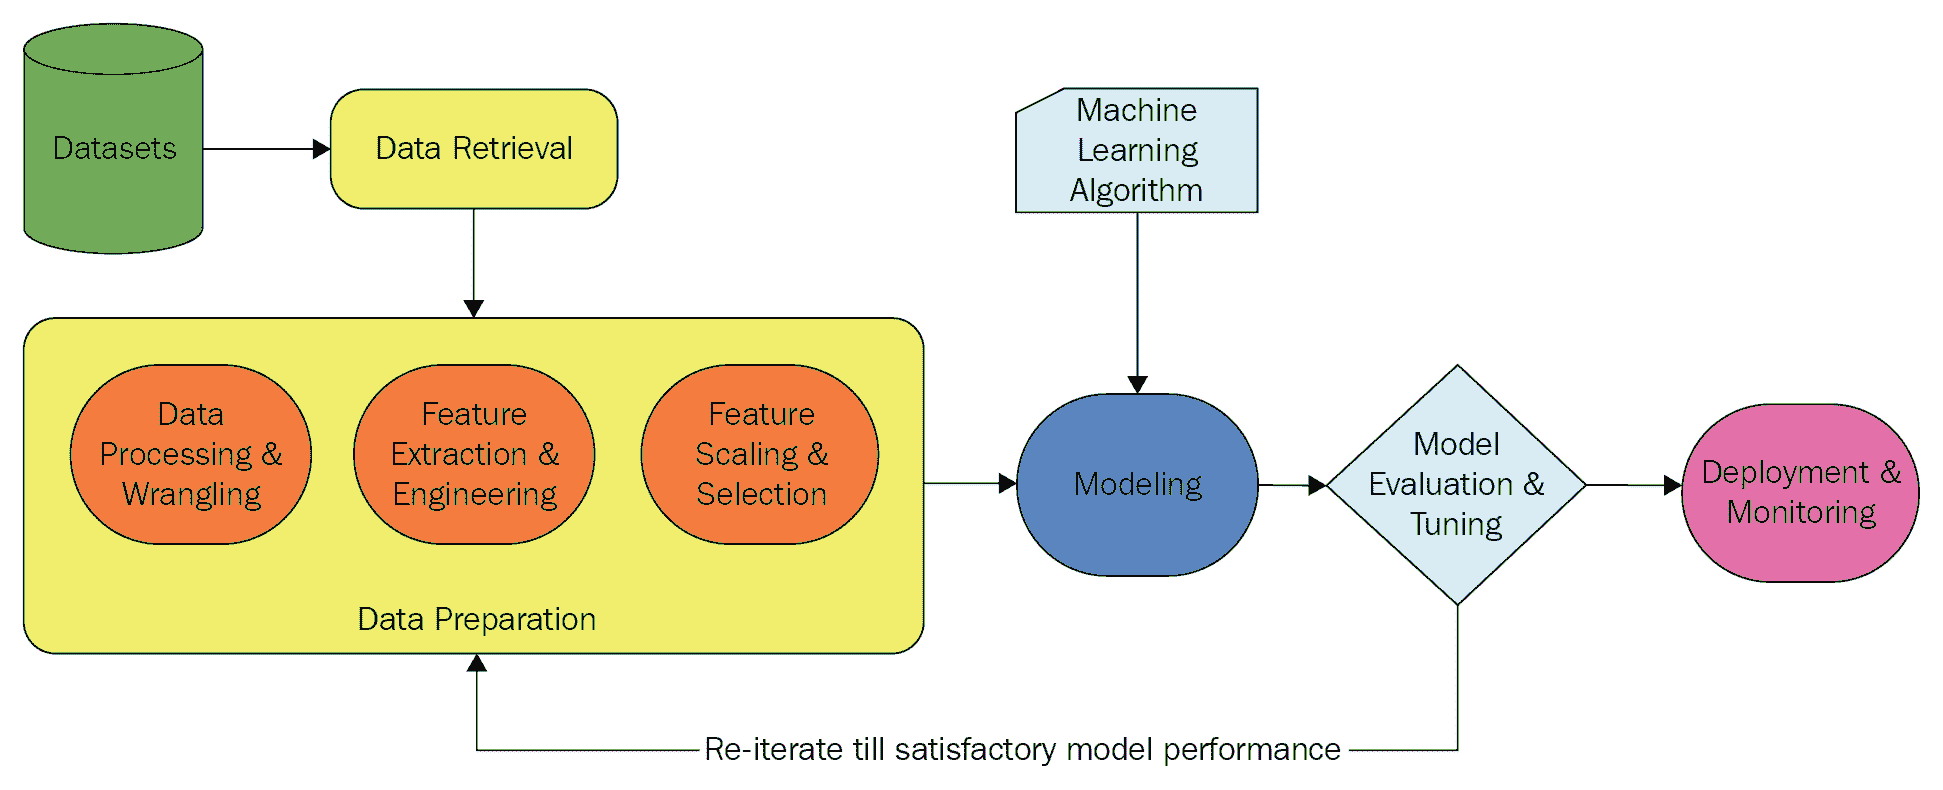 Datasets
Data Retrieval
Machine
Learning
Algorithm
Data
Processing &
Wrangling
Feature
Extraction &
Engineering
Feature
Scaling &
Selection
Data Preparation
Modeling
Model
Evaluation &
Tuning
Deployment &
Monitoring
Re-iterate till satisfactory model performance